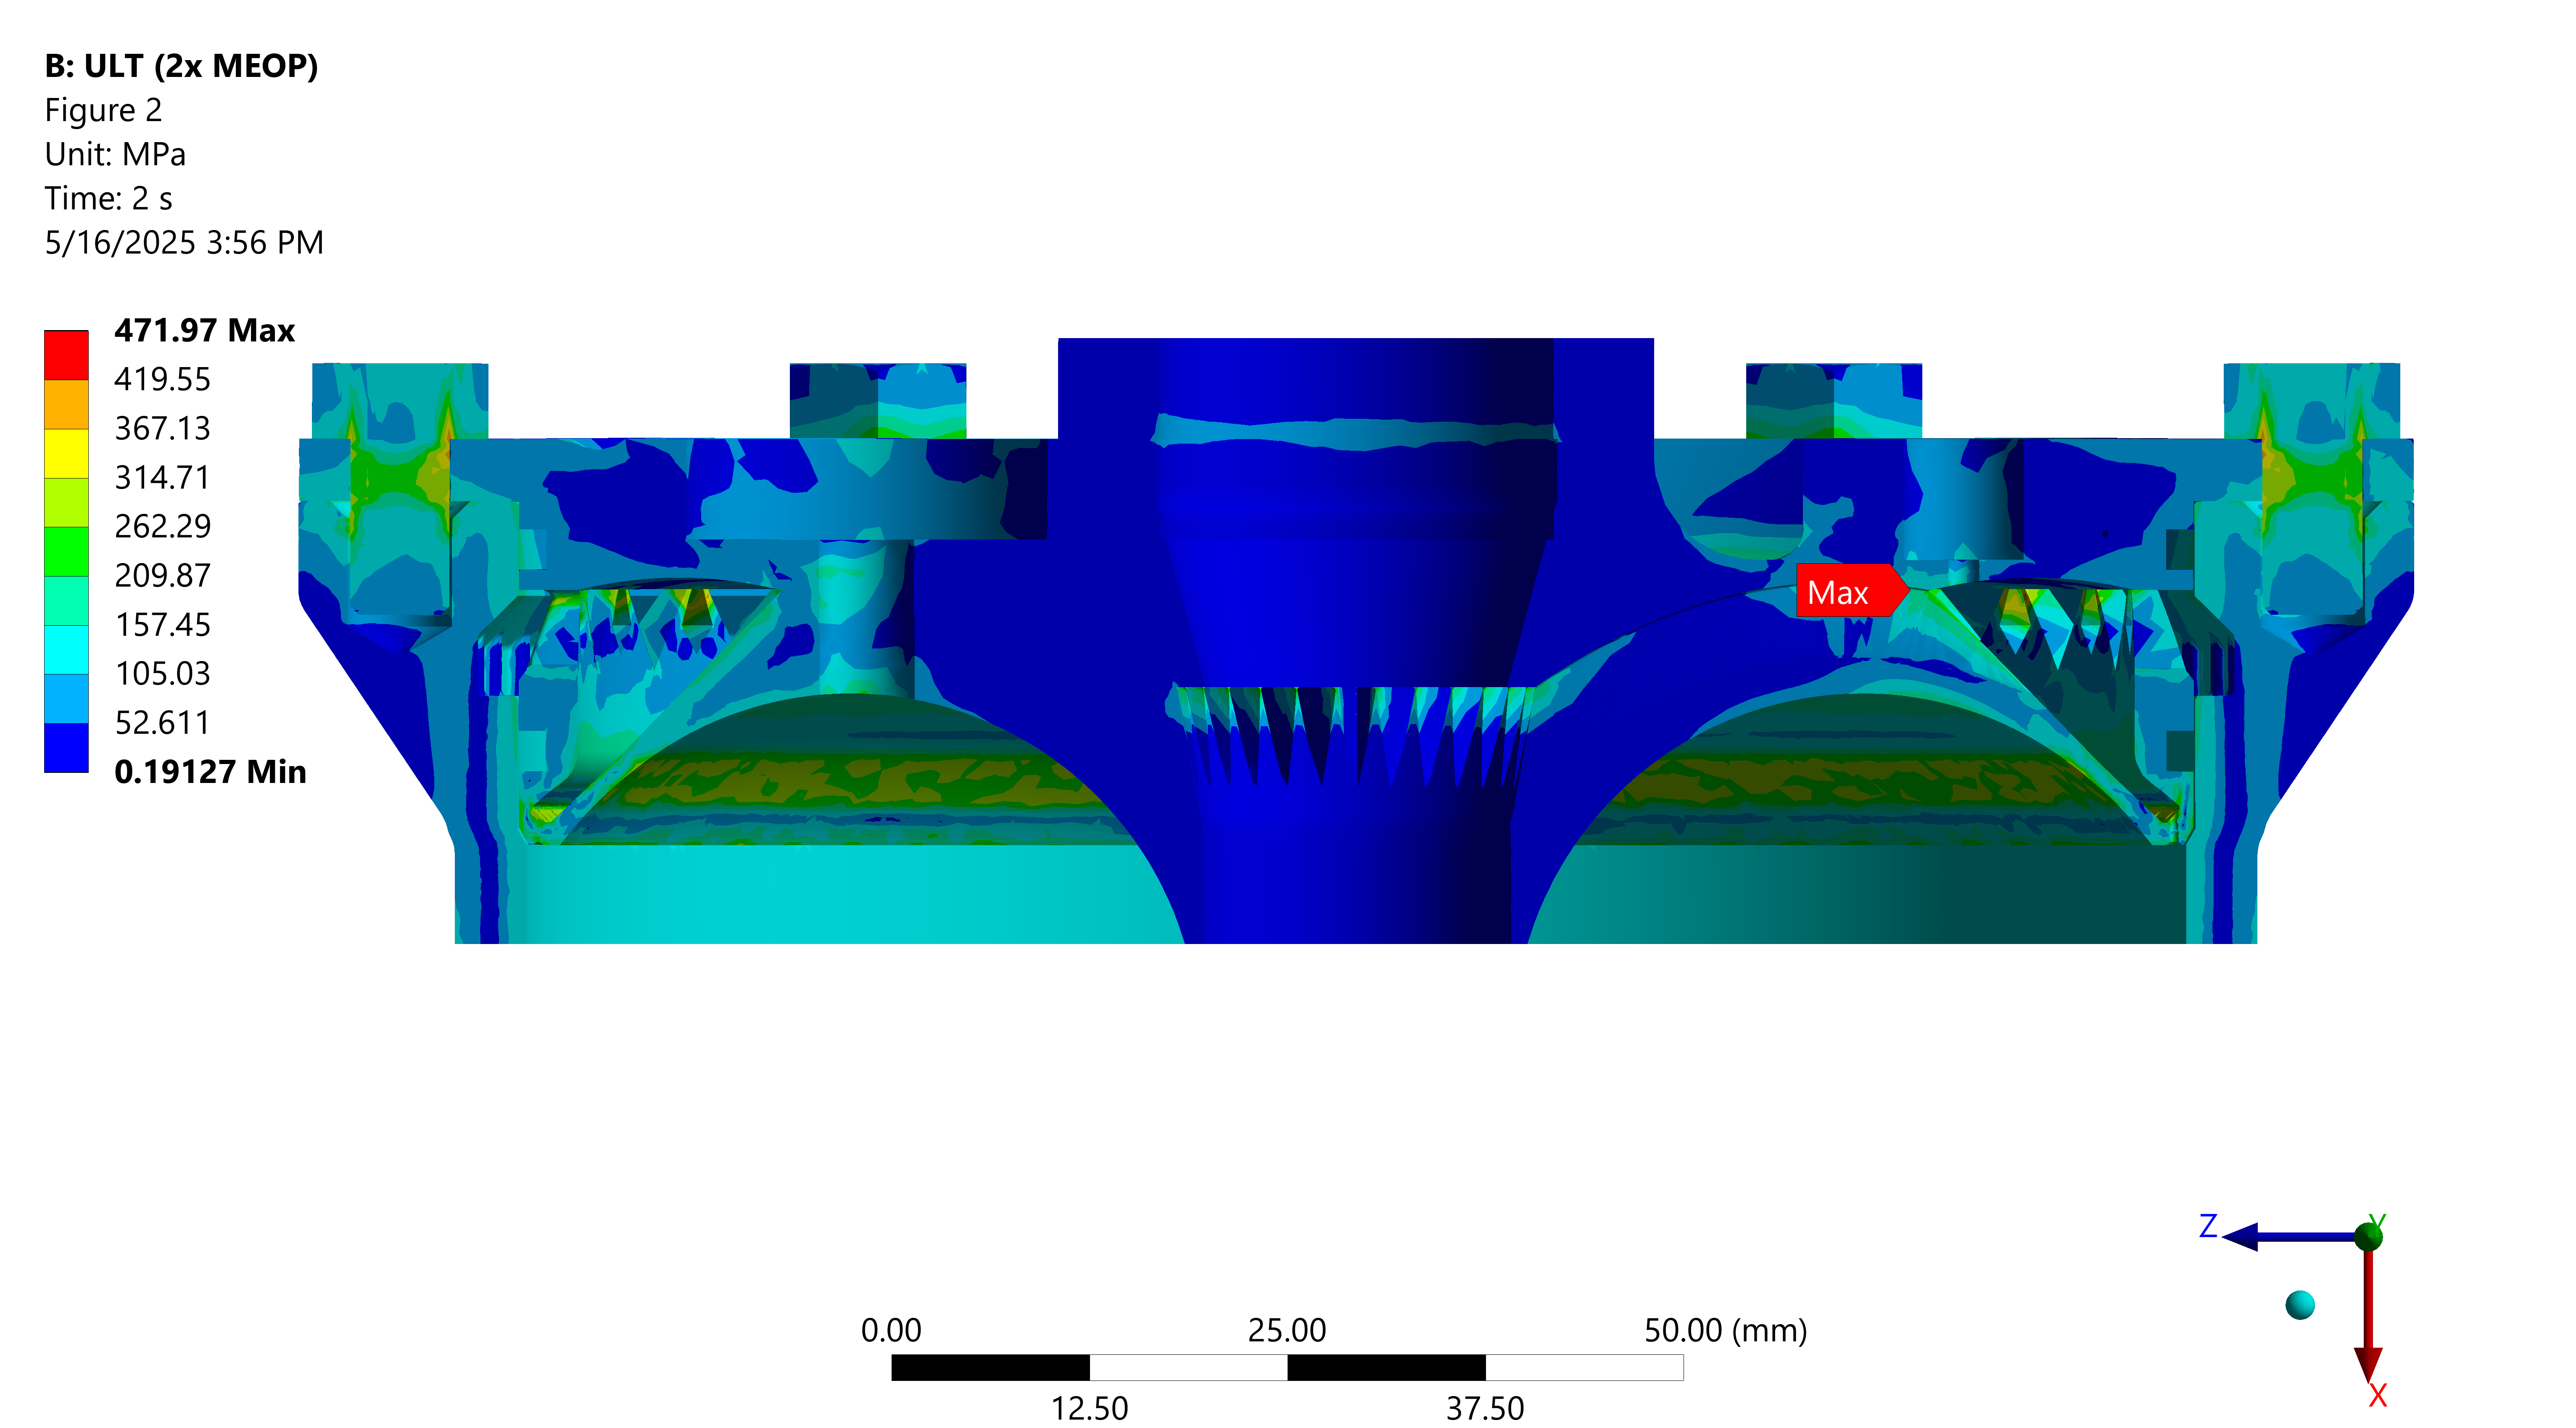 B: ULT (2x MEOP)
Figure 2
Unit: MPa
Time: 2 s
5/16/2025 3:56 PM
471.97 Max
419.55
367.13
314.71
262.29
209.87
157.45
105.03
52.611
0.19127 Min
Max
Z
Y
X
0.00 25.00 50.00 (mm)
12.50 37.50